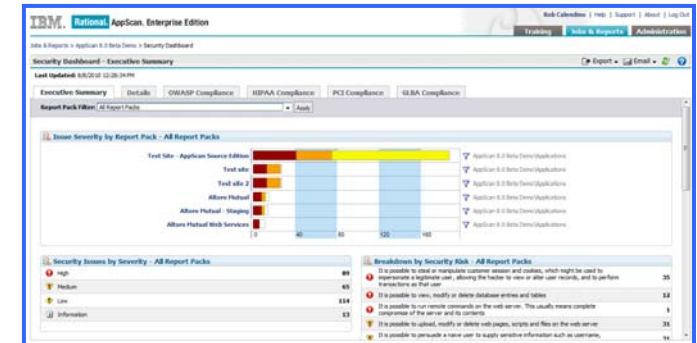 IBM. Rational. AppScan. Enterprise Edition
Rob Calendino | Help | Support | About | Log Out
Training Jobs & Reports Administration
Jobs & Reports > AppScan 8.0 Beta Demo > Security Dashboard
Security Dashboard - Executive Summary
Export Email
Last Updated: 8/8/2010 12:28:34 PM
Executive Summary Details OWASP Compliance HIPAA Compliance PCI Compliance GLBA Compliance
Report Pack Filter: All Report Packs Apply
Issue Severity by Report Pack - All Report Packs
Test Site - AppScan Source Edition AppScan 8.0 Beta Demo\Applications
Test site AppScan 8.0 Beta Demo\Applications
Test site 2 AppScan 8.0 Beta Demo\Applications
Altoro Mutual AppScan 8.0 Beta Demo\Applications
Altoro Mutual - Staging AppScan 8.0 Beta Demo\Applications
Altoro Mutual Web Services AppScan 8.0 Beta Demo\Applications
0 40 80 120 160
Security Issues by Severity - All Report Packs
High 89
Medium 65
Low 114
Information 13
Breakdown by Security Risk - All Report Packs
It is possible to steal or manipulate customer session and cookies, which might be used to
impersonate a legitimate user, allowing the hacker to view or alter user records, and to perform 35
transactions as that user
It is possible to view, modify or delete database entries and tables 12
It is possible to run remote commands on the web server. This usually means complete
compromise of the server and its contents 1
It is possible to upload, modify or delete web pages, scripts and files on the web server 31
It is possible to persuade a naive user to supply sensitive information such as username,